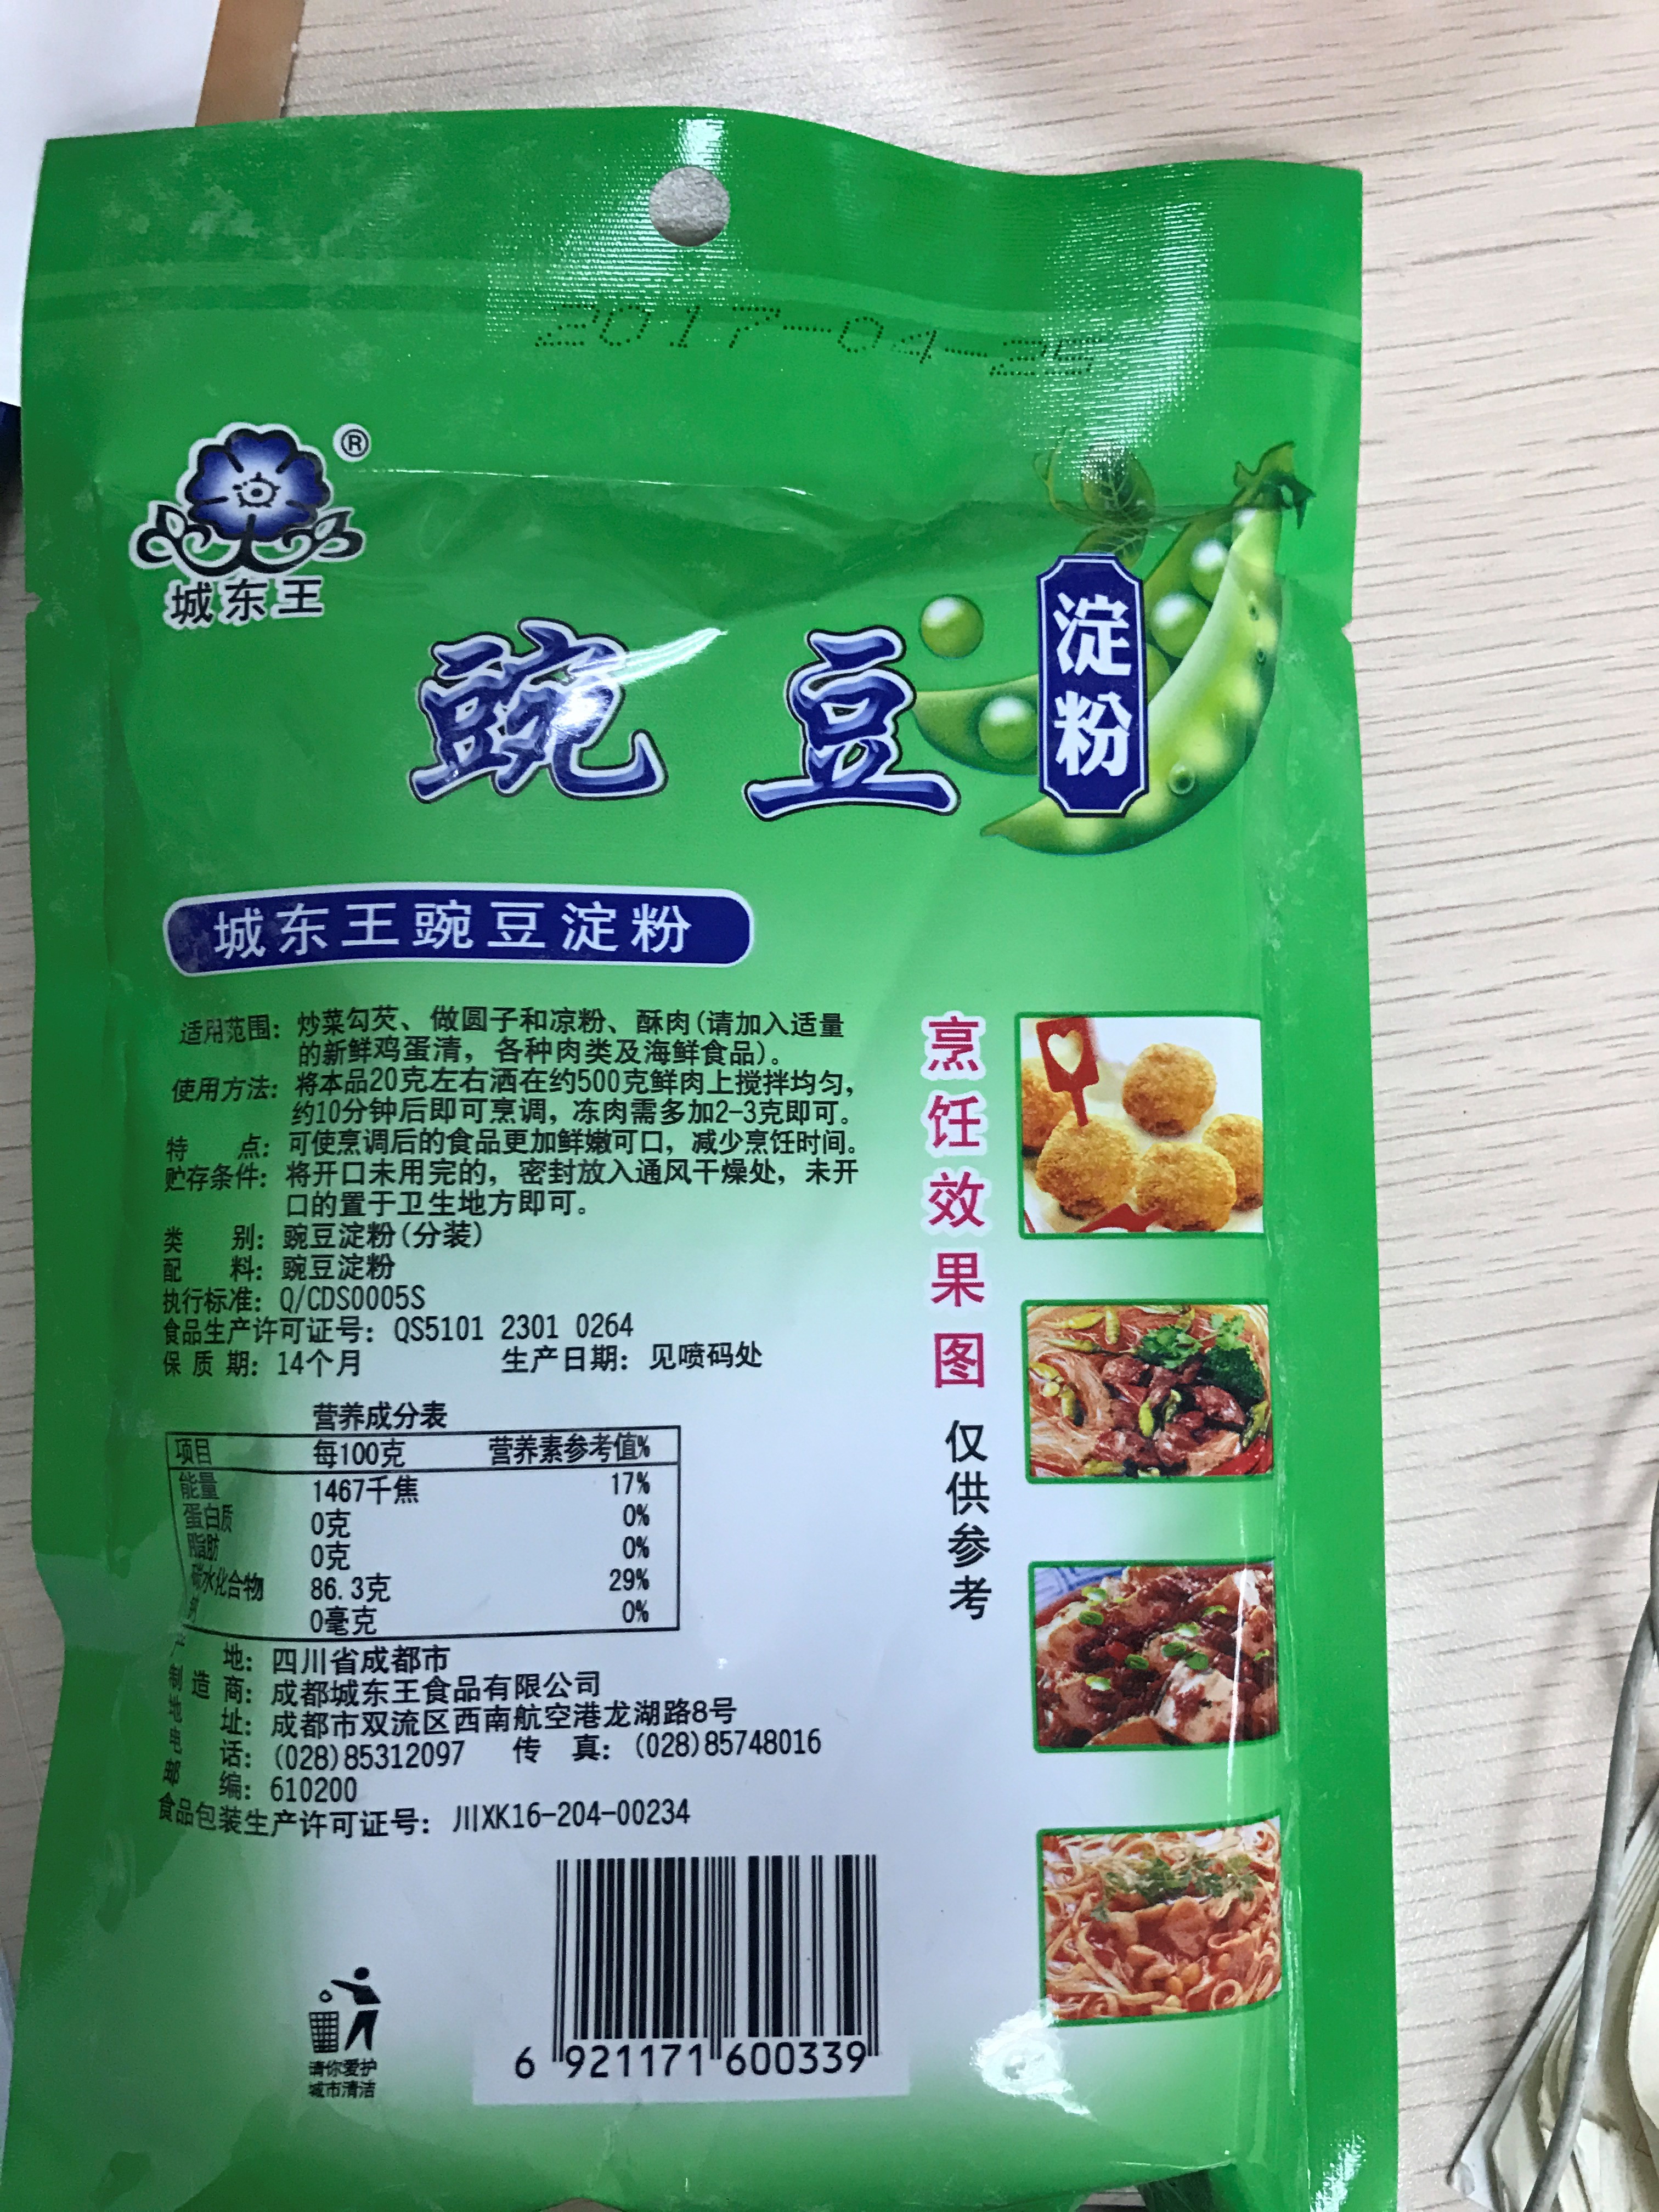 2017-04-25
®
城东王
豌豆
淀粉
城东王豌豆淀粉
适用范围：炒菜勾芡、做圆子和凉粉、酥肉(请加入适量
的新鲜鸡蛋清，各种肉类及海鲜食品)。
使用方法：将本品20克左右洒在约500克鲜肉上搅拌均匀，
约10分钟后即可烹调，冻肉需多加2-3克即可。
特 点：可使烹调后的食品更加鲜嫩可口，减少烹饪时间。
贮存条件：将开口未用完的，密封放入通风干燥处，未开
口的置于卫生地方即可。
类 别：豌豆淀粉(分装)
配 料：豌豆淀粉
执行标准：Q/CDS0005S
食品生产许可证号：QS5101 2301 0264
保质期：14个月 生产日期：见喷码处
烹饪效果图 仅供参考
营养成分表
项目 每100克 营养素参考值%
能量 1467千焦 17%
蛋白质 0克 0%
脂肪 0克 0%
碳水化合物 86.3克 29%
0毫克 0%
产 地：四川省成都市
制造商：成都城东王食品有限公司
地 址：成都市双流区西南航空港龙湖路8号
电 话：(028)85312097 传 真：(028)85748016
邮 编：610200
食品包装生产许可证号：川XK16-204-00234
6 921171 600339
请你爱护
城市清洁